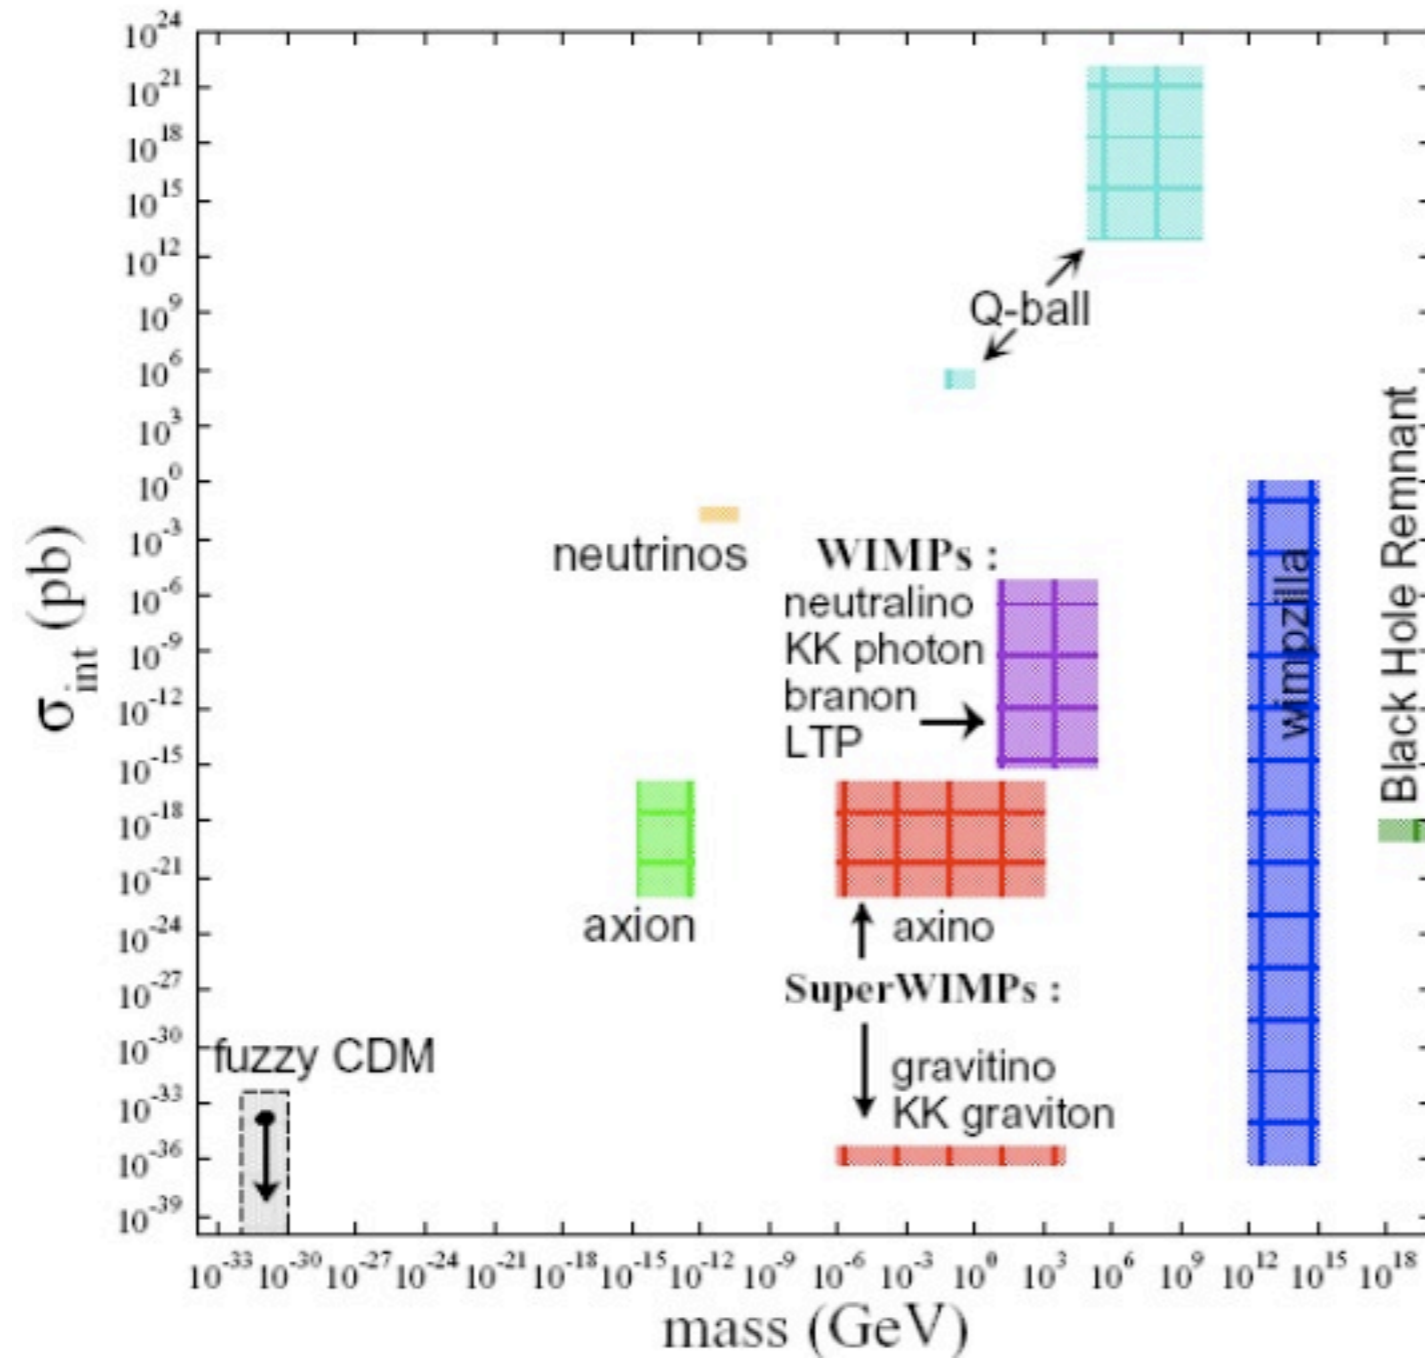 10^24
10^21
10^18
10^15
10^12
10^9
10^6
10^3
10^0
10^-3
10^-6
10^-9
10^-12
10^-15
10^-18
10^-21
10^-24
10^-27
10^-30
10^-33
10^-36
10^-39
σ_int (pb)
Q-ball
neutrinos
WIMPs :
neutralino
KK photon
branon
LTP
wimpzilla
Black Hole Remnant
axion
axino
SuperWIMPs :
gravitino
KK graviton
fuzzy CDM
10^-33 10^-30 10^-27 10^-24 10^-21 10^-18 10^-15 10^-12 10^-9 10^-6 10^-3 10^0 10^3 10^6 10^9 10^12 10^15 10^18
mass (GeV)